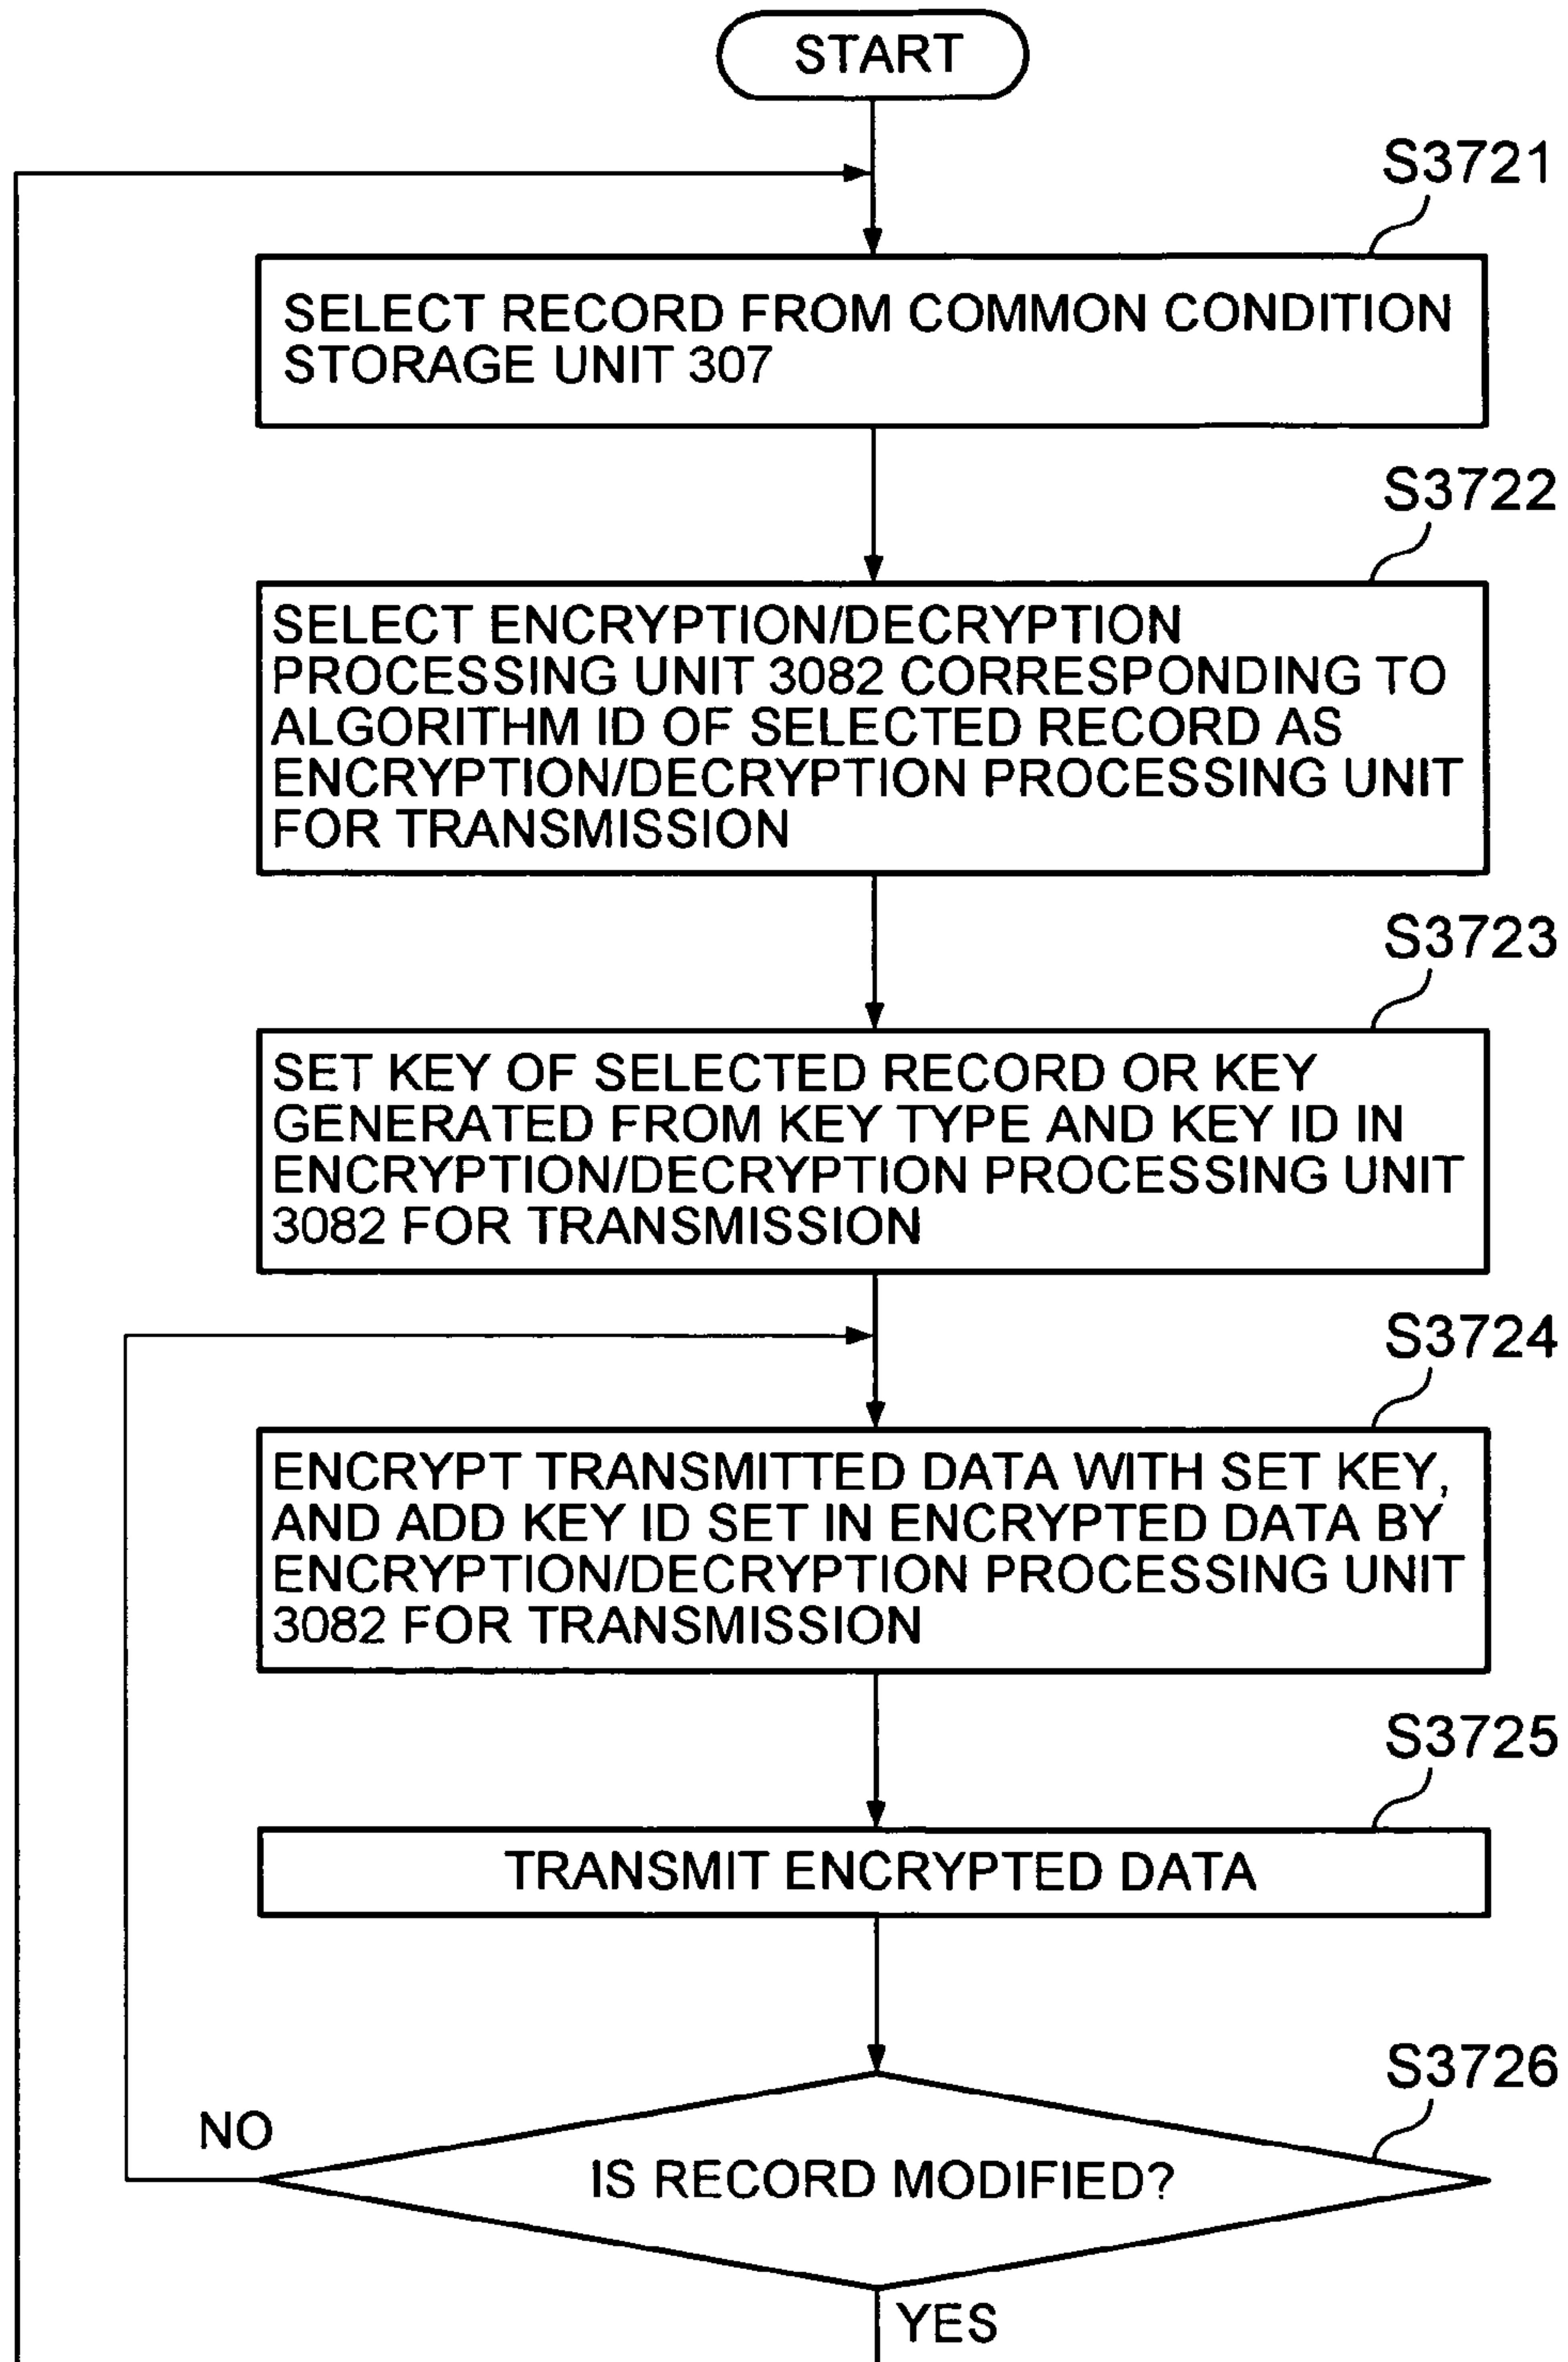 START
S3721
SELECT RECORD FROM COMMON CONDITION
STORAGE UNIT 307
S3722
SELECT ENCRYPTION/DECRYPTION
PROCESSING UNIT 3082 CORRESPONDING TO
ALGORITHM ID OF SELECTED RECORD AS
ENCRYPTION/DECRYPTION PROCESSING UNIT
FOR TRANSMISSION
S3723
SET KEY OF SELECTED RECORD OR KEY
GENERATED FROM KEY TYPE AND KEY ID IN
ENCRYPTION/DECRYPTION PROCESSING UNIT
3082 FOR TRANSMISSION
S3724
ENCRYPT TRANSMITTED DATA WITH SET KEY,
AND ADD KEY ID SET IN ENCRYPTED DATA BY
ENCRYPTION/DECRYPTION PROCESSING UNIT
3082 FOR TRANSMISSION
S3725
TRANSMIT ENCRYPTED DATA
S3726
NO
IS RECORD MODIFIED?
YES